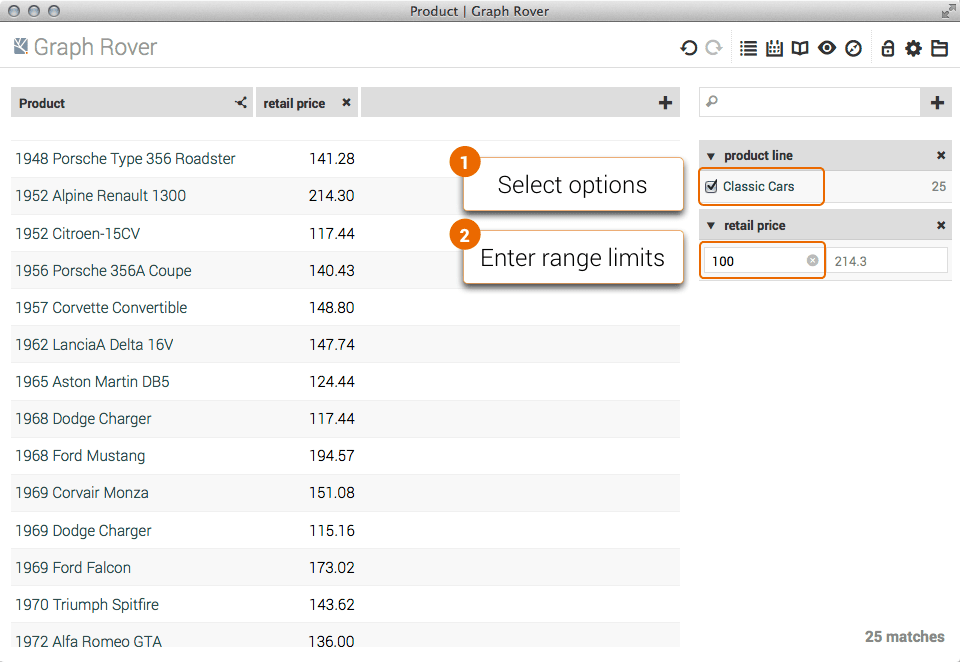 Product | Graph Rover
Graph Rover
Product retail price
1948 Porsche Type 356 Roadster 141.28
1952 Alpine Renault 1300 214.30
1952 Citroen-15CV 117.44
1956 Porsche 356A Coupe 140.43
1957 Corvette Convertible 148.80
1962 LanciaA Delta 16V 147.74
1965 Aston Martin DB5 124.44
1968 Dodge Charger 117.44
1968 Ford Mustang 194.57
1969 Corvair Monza 151.08
1969 Dodge Charger 115.16
1969 Ford Falcon 173.02
1970 Triumph Spitfire 143.62
1972 Alfa Romeo GTA 136.00
1
Select options
2
Enter range limits
product line
Classic Cars 25
retail price
100 214.3
25 matches